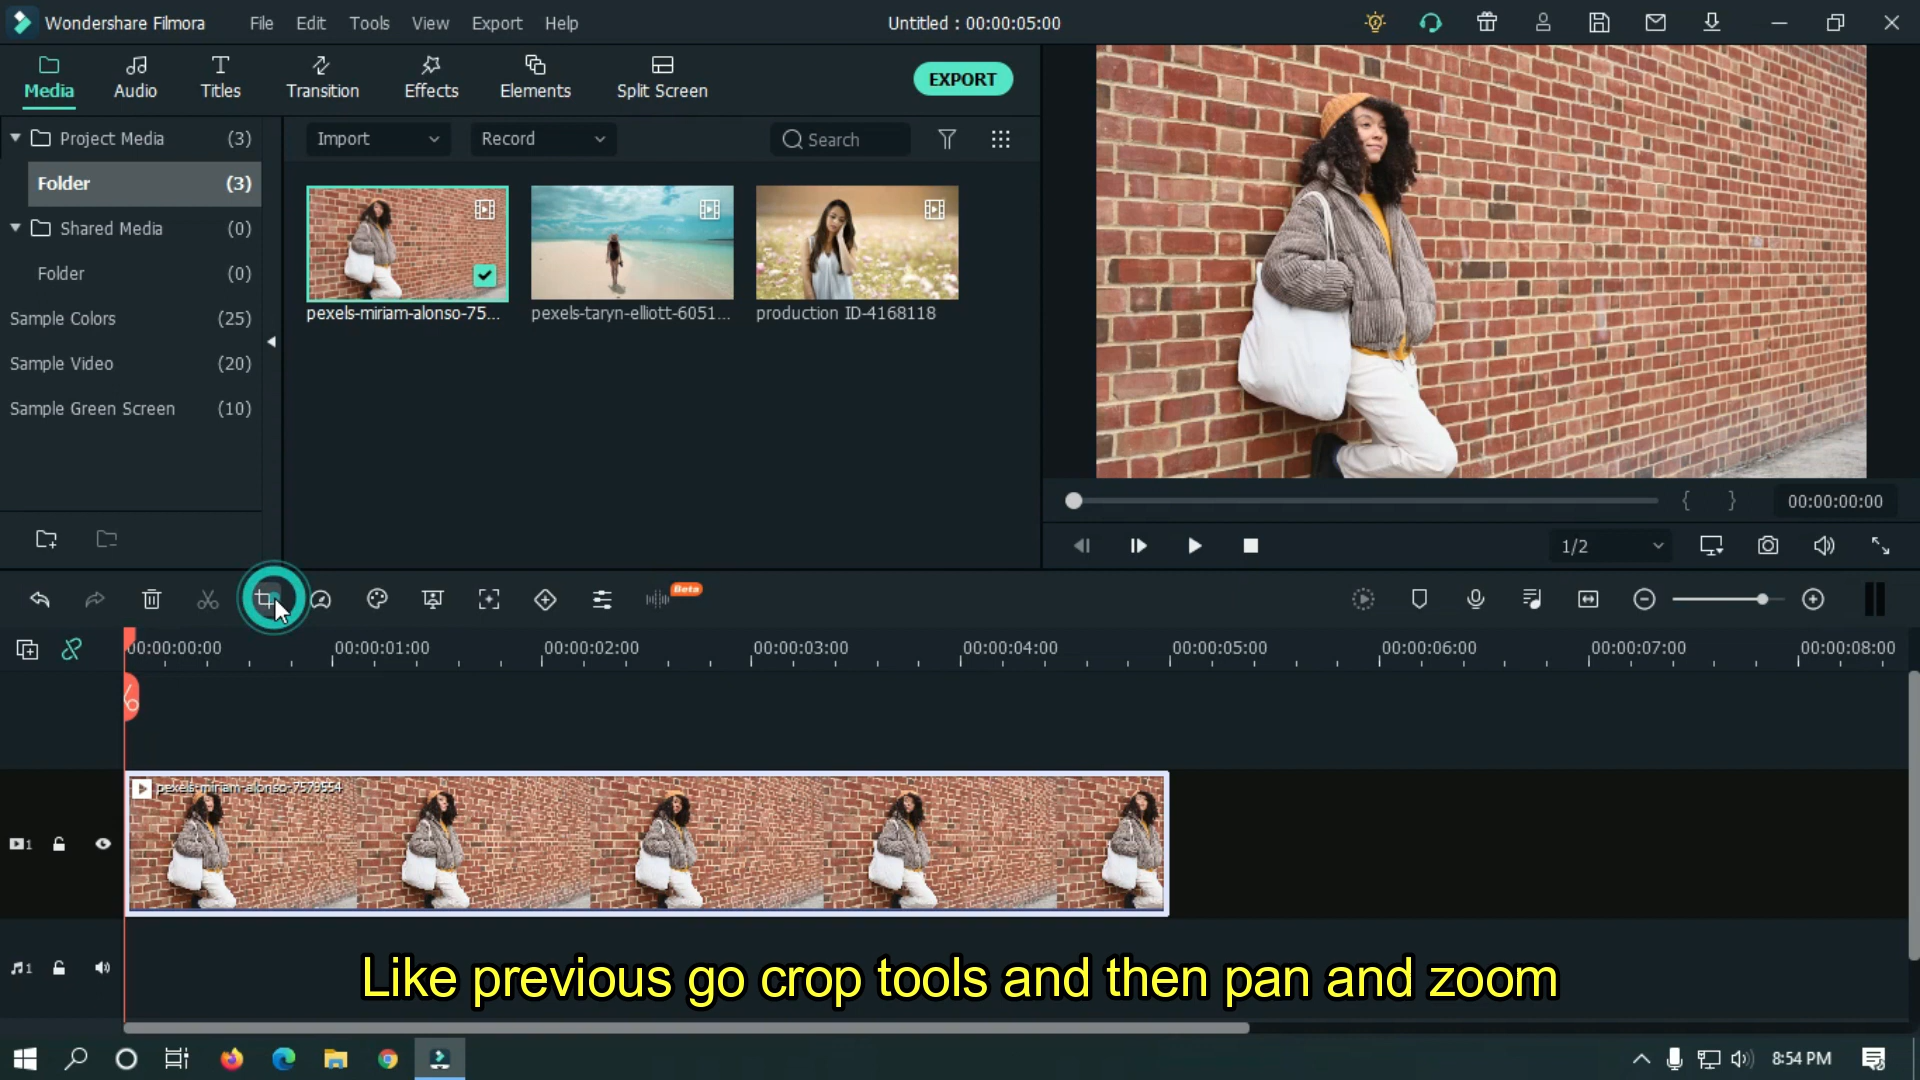 Wondershare Filmora
File Edit Tools View Export Help
Untitled : 00:00:05:00
Media Audio Titles Transition Effects Elements Split Screen
EXPORT
Project Media (3)
Folder (3)
Shared Media (0)
Folder (0)
Sample Colors (25)
Sample Video (20)
Sample Green Screen (10)
Import Record Search
pexels-miriam-alonso-75...
pexels-taryn-elliott-6051...
production ID-4168118
{ } 00:00:00:00
1/2
Beta
00:00:00:00 00:00:01:00 00:00:02:00 00:00:03:00 00:00:04:00 00:00:05:00 00:00:06:00 00:00:07:00 00:00:08:00
pexels-miriam-alonso-7579554
1
1
Like previous go crop tools and then pan and zoom
8:54 PM